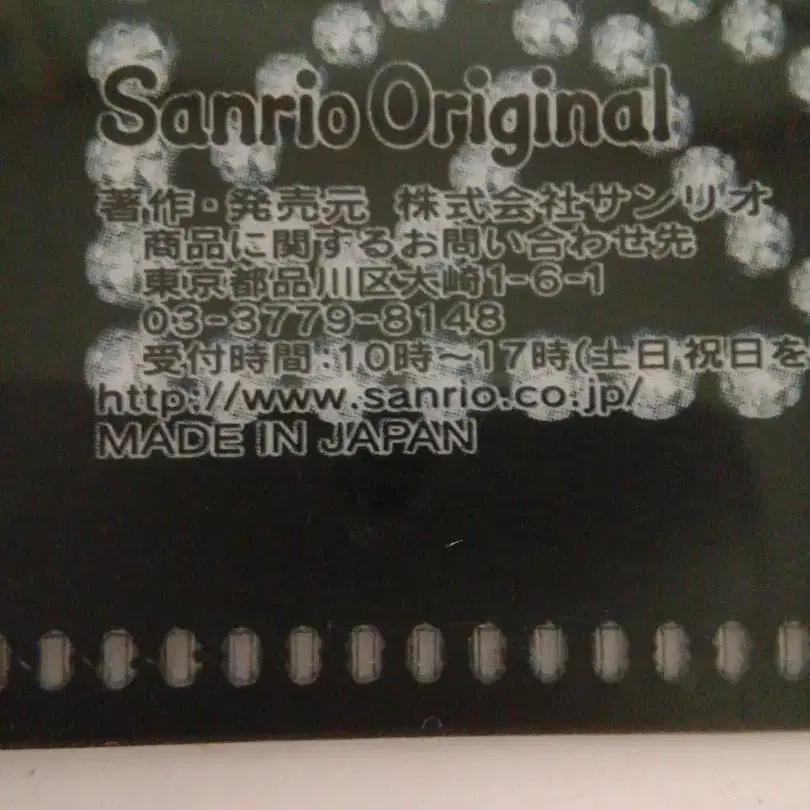 Sanrio Original
著作・発売元 株式会社サンリオ
商品に関するお問い合わせ先
東京都品川区大崎1-6-1
03-3779-8148
受付時間:10時〜17時(土日祝日を
http://www.sanrio.co.jp/
MADE IN JAPAN